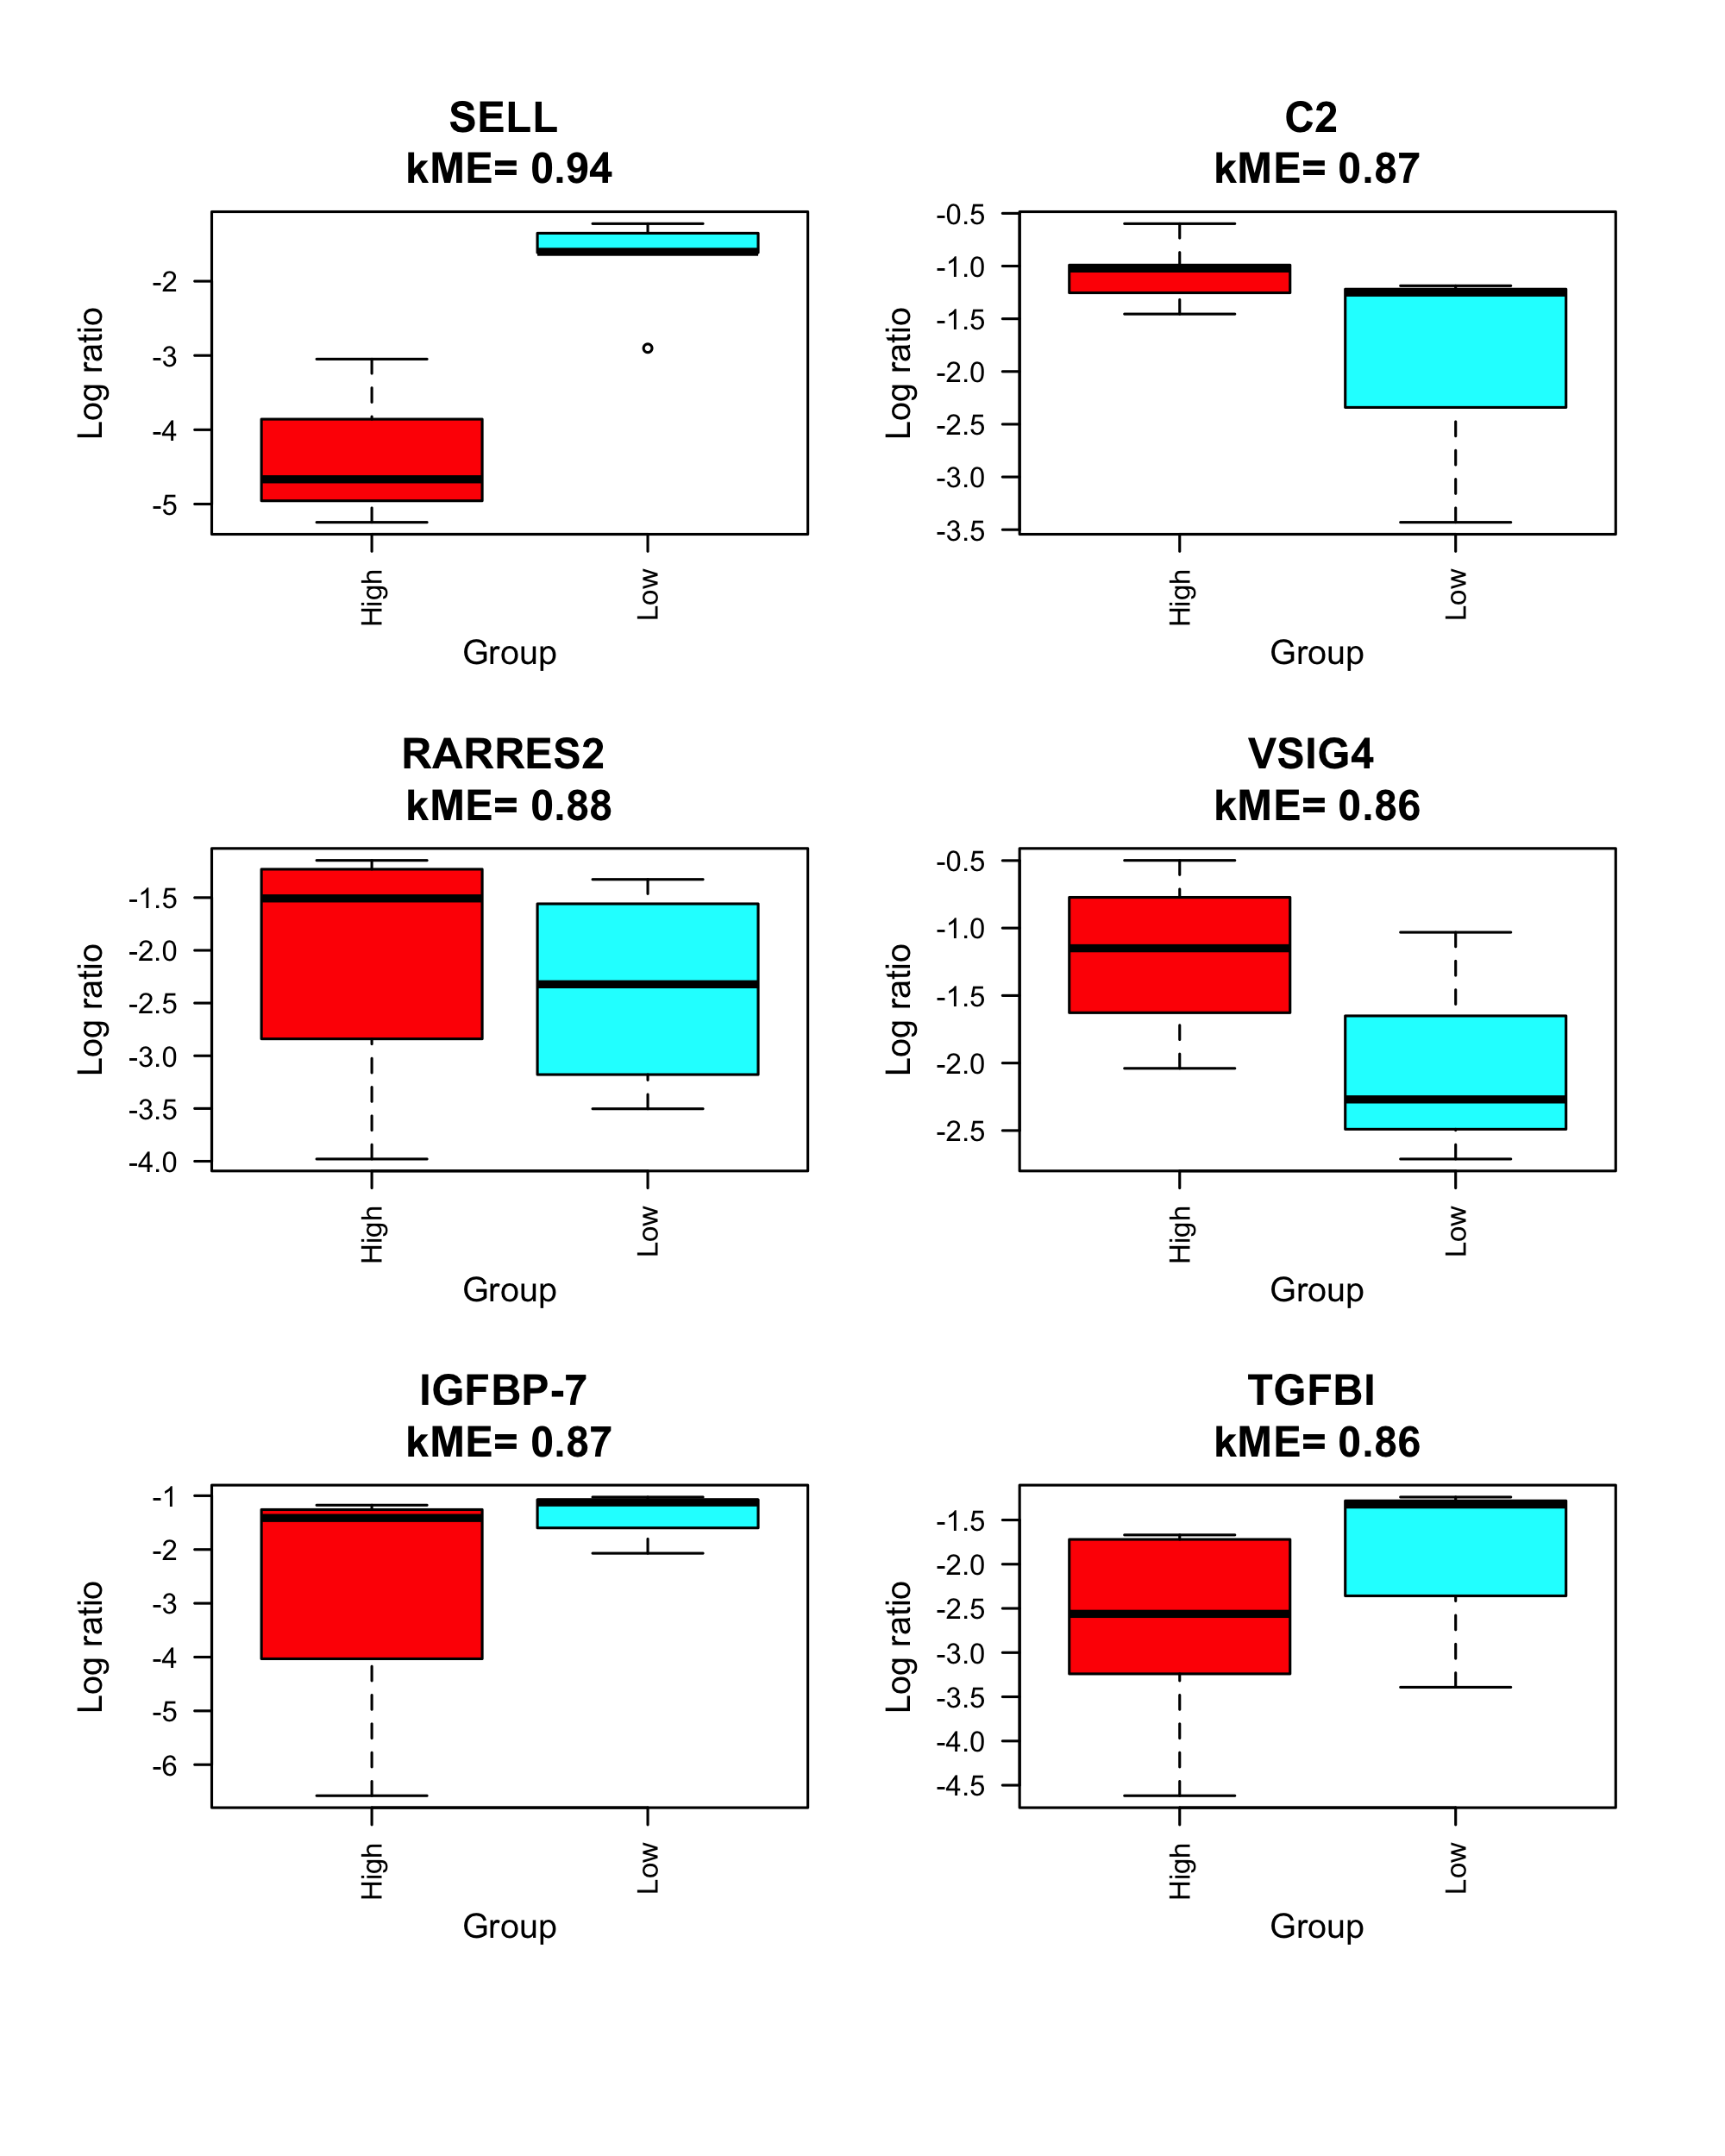 SELL
kME= 0.94
Log ratio
-2
-3
-4
-5
High
Low
Group
C2
kME= 0.87
Log ratio
-0.5
-1.0
-1.5
-2.0
-2.5
-3.0
-3.5
High
Low
Group
RARRES2
kME= 0.88
Log ratio
-1.5
-2.0
-2.5
-3.0
-3.5
-4.0
High
Low
Group
VSIG4
kME= 0.86
Log ratio
-0.5
-1.0
-1.5
-2.0
-2.5
High
Low
Group
IGFBP-7
kME= 0.87
Log ratio
-1
-2
-3
-4
-5
-6
High
Low
Group
TGFBI
kME= 0.86
Log ratio
-1.5
-2.0
-2.5
-3.0
-3.5
-4.0
-4.5
High
Low
Group